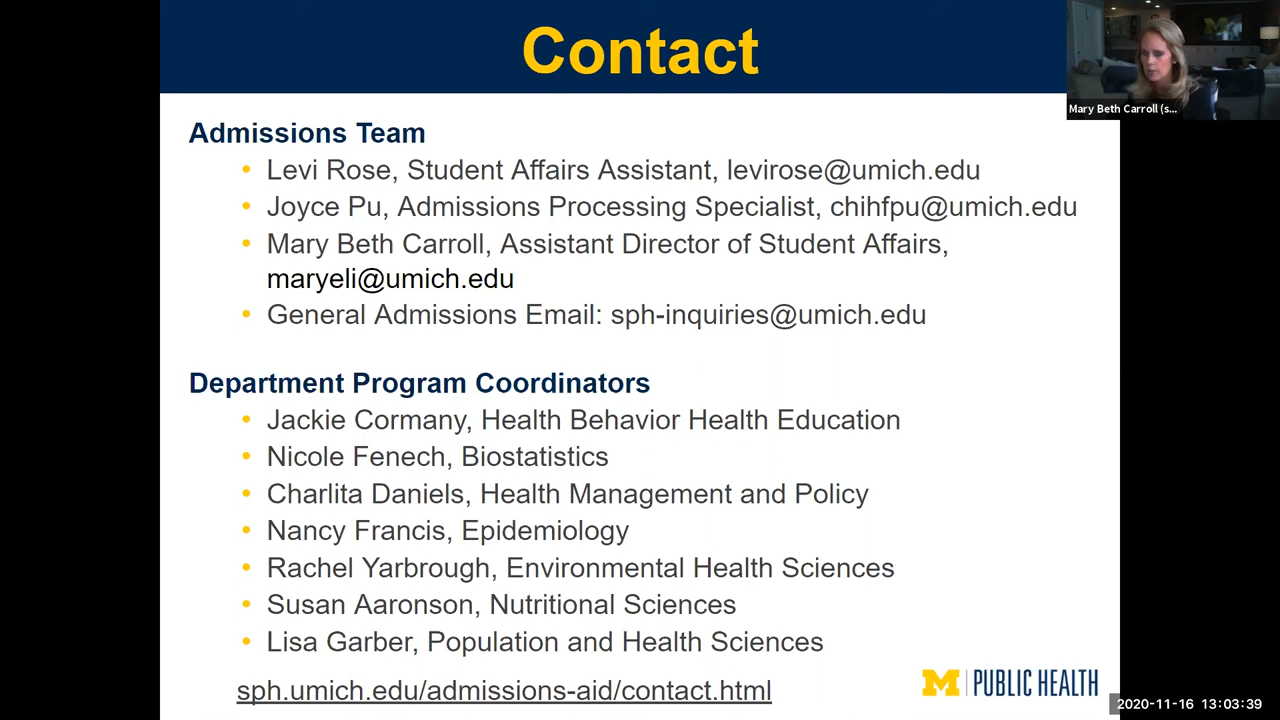 Contact
Mary Beth Carroll (s...
Admissions Team
• Levi Rose, Student Affairs Assistant, levirose@umich.edu
• Joyce Pu, Admissions Processing Specialist, chihfpu@umich.edu
• Mary Beth Carroll, Assistant Director of Student Affairs,
maryeli@umich.edu
• General Admissions Email: sph-inquiries@umich.edu
Department Program Coordinators
• Jackie Cormany, Health Behavior Health Education
• Nicole Fenech, Biostatistics
• Charlita Daniels, Health Management and Policy
• Nancy Francis, Epidemiology
• Rachel Yarbrough, Environmental Health Sciences
• Susan Aaronson, Nutritional Sciences
• Lisa Garber, Population and Health Sciences
sph.umich.edu/admissions-aid/contact.html
M | PUBLIC HEALTH
2020-11-16 13:03:39